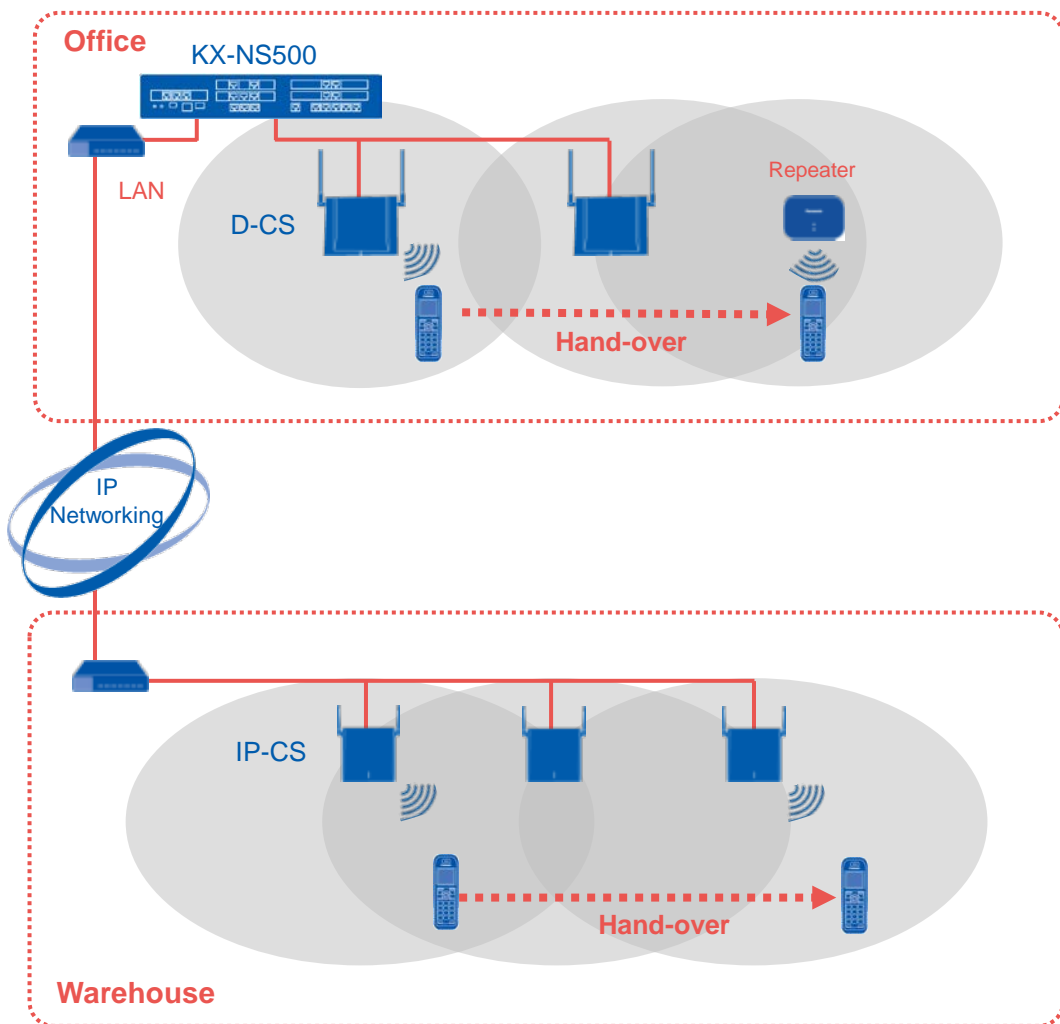 Office
KX-NS500
LAN
D-CS
Repeater
Hand-over
IP
Networking
IP-CS
Hand-over
Warehouse